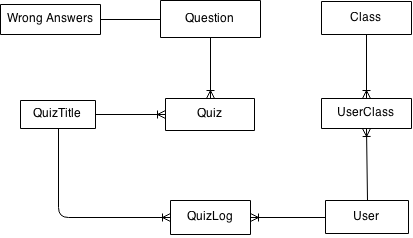 Wrong Answers
Question
Class
QuizTitle
Quiz
UserClass
QuizLog
User